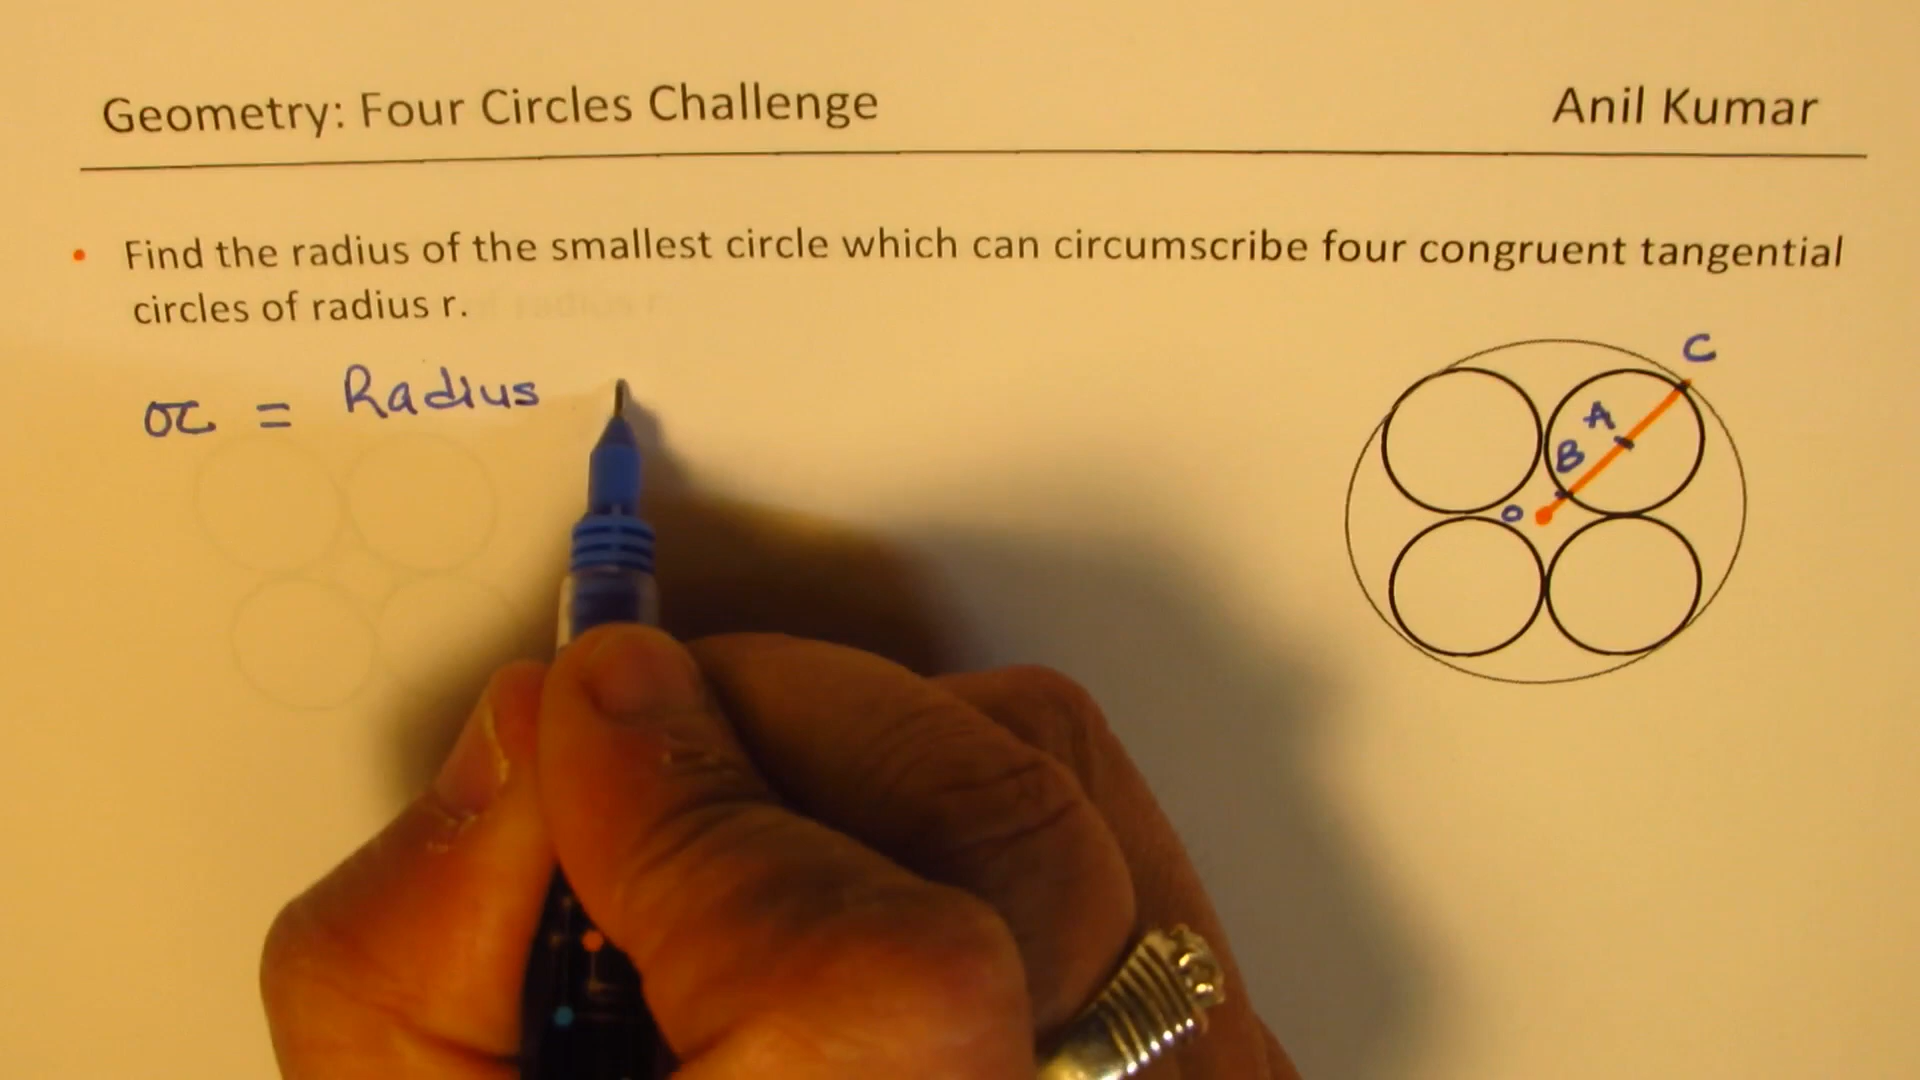 Geometry: Four Circles Challenge
Anil Kumar
Find the radius of the smallest circle which can circumscribe four congruent tangential
circles of radius r.
OC = Radius
C
A
B
O